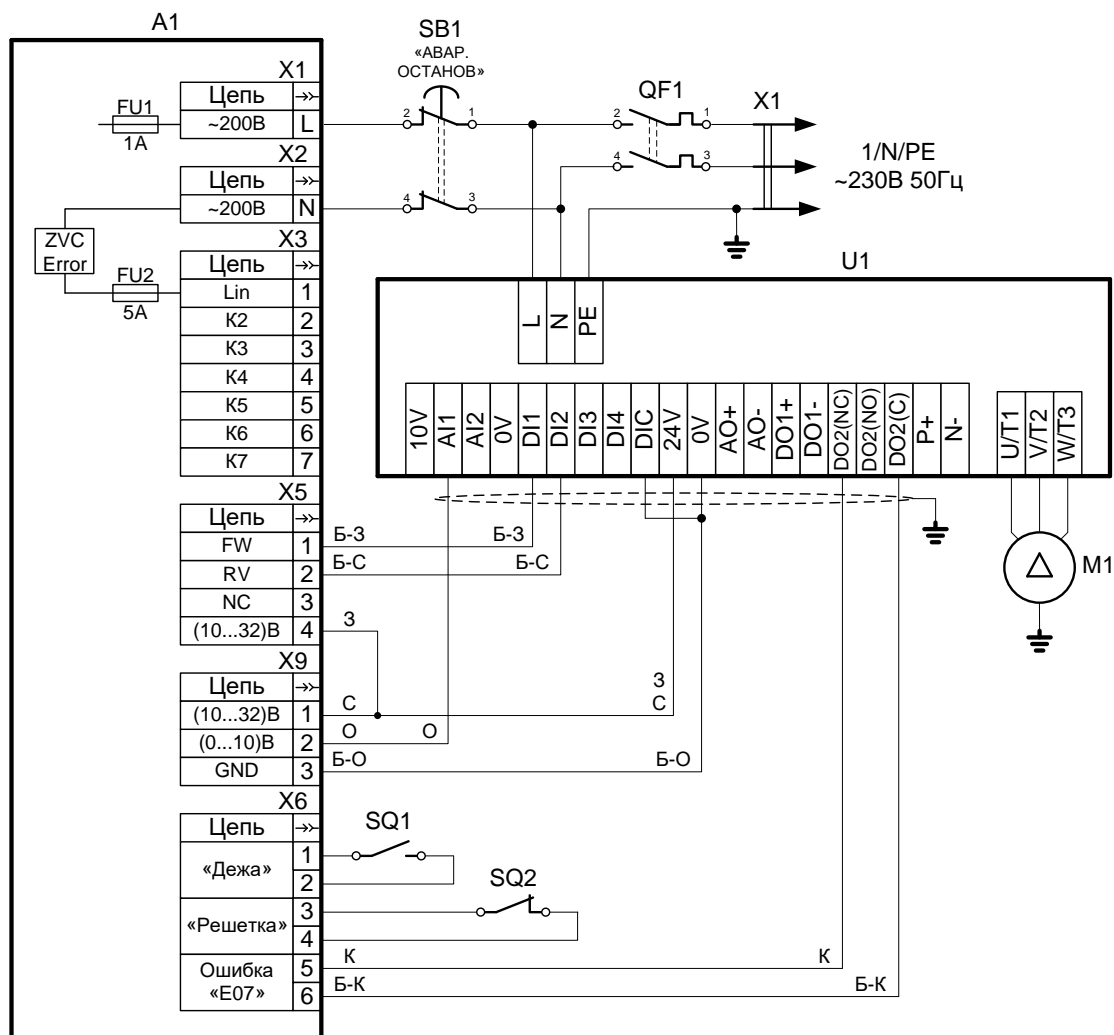 A1
X1
Цепь
FU1
1A
~200В L
X2
Цепь
~200В N
ZVC
Error
X3
Цепь
FU2
5A
Lin 1
К2 2
К3 3
К4 4
К5 5
К6 6
К7 7
X5
Цепь
FW 1
RV 2
NC 3
(10...32)В 4
X9
Цепь
(10...32)В 1
(0...10)В 2
GND 3
X6
Цепь
«Дежа» 1
2
«Решетка» 3
4
Ошибка 5
«Е07» 6
SB1
«АВАР.
ОСТАНОВ»
2 1
4 3
QF1
2 1
4 3
X1
1/N/PE
~230В 50Гц
U1
L N PE
10V AI1 AI2 0V DI1 DI2 DI3 DI4 DIC 24V 0V AO+ AO- DO1+ DO1- DO2(NC) DO2(NO) DO2(C) P+ N-
U/T1 V/T2 W/T3
Б-З Б-З
Б-С Б-С
З
З
С С
О О
Б-О Б-О
SQ1
SQ2
К К
Б-К Б-К
M1